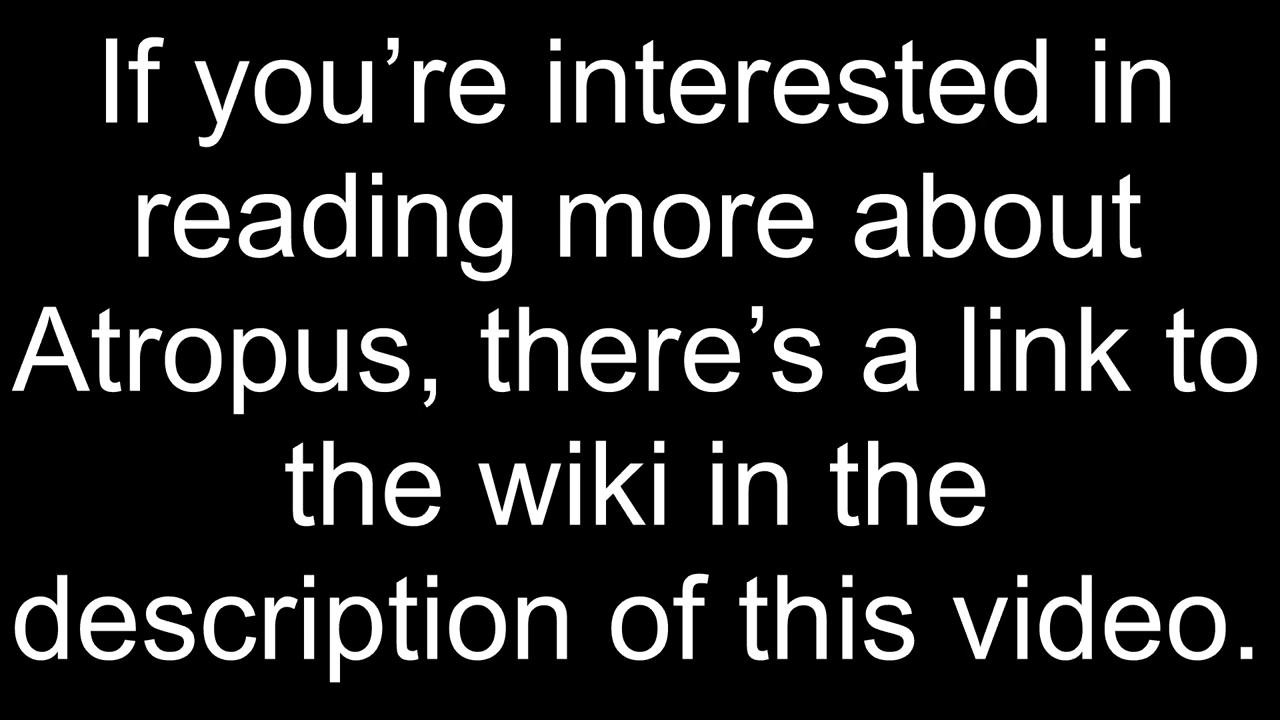 If you’re interested in
reading more about
Atropus, there’s a link to
the wiki in the
description of this video.